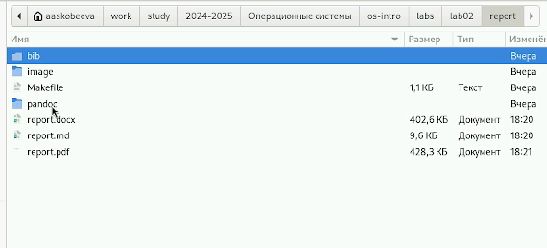 aaskobeeva work study 2024-2025 Операционные системы os-intro labs lab02 report
Имя Размер Тип Изменён
bib Вчера
image Вчера
Makefile 1,1 КБ Текст Вчера
pandoc Вчера
report.docx 402,6 КБ Документ 18:20
report.md 9,6 КБ Документ 18:20
report.pdf 428,3 КБ Документ 18:21